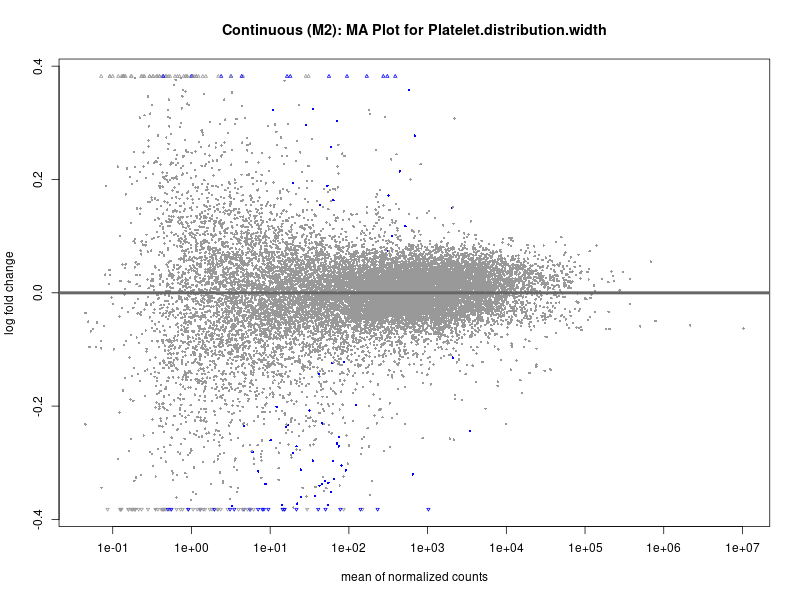 Continuous (M2): MA Plot for Platelet.distribution.width
log fold change
0.4
0.2
0.0
-0.2
-0.4
1e-01 1e+00 1e+01 1e+02 1e+03 1e+04 1e+05 1e+06 1e+07
mean of normalized counts